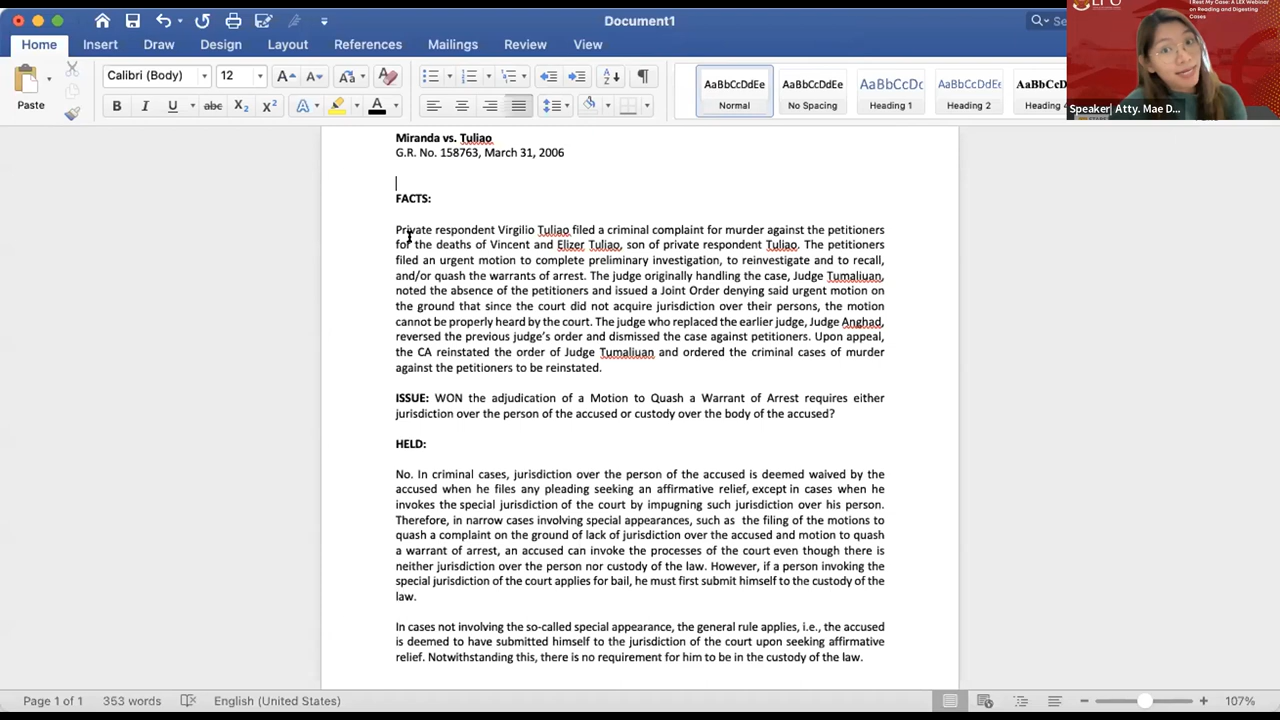 Document1
I Rest My Case: A LEX Webinar
on Reading and Digesting
Cases
Home Insert Draw Design Layout References Mailings Review View
Paste
Calibri (Body) 12
AaBbCcDdEe AaBbCcDdEe AaBbCcDc AaBbCcDdEe
Normal No Spacing Heading 1 Heading 2
Speaker| Atty. Mae D...
Miranda vs. Tuliao
G.R. No. 158763, March 31, 2006
FACTS:
Private respondent Virgilio Tuliao filed a criminal complaint for murder against the petitioners
for the deaths of Vincent and Elizer Tuliao, son of private respondent Tuliao. The petitioners
filed an urgent motion to complete preliminary investigation, to reinvestigate and to recall,
and/or quash the warrants of arrest. The judge originally handling the case, Judge Tumaliuan,
noted the absence of the petitioners and issued a Joint Order denying said urgent motion on
the ground that since the court did not acquire jurisdiction over their persons, the motion
cannot be properly heard by the court. The judge who replaced the earlier judge, Judge Anghad,
reversed the previous judge's order and dismissed the case against petitioners. Upon appeal,
the CA reinstated the order of Judge Tumaliuan and ordered the criminal cases of murder
against the petitioners to be reinstated.
ISSUE: WON the adjudication of a Motion to Quash a Warrant of Arrest requires either
jurisdiction over the person of the accused or custody over the body of the accused?
HELD:
No. In criminal cases, jurisdiction over the person of the accused is deemed waived by the
accused when he files any pleading seeking an affirmative relief, except in cases when he
invokes the special jurisdiction of the court by impugning such jurisdiction over his person.
Therefore, in narrow cases involving special appearances, such as the filing of the motions to
quash a complaint on the ground of lack of jurisdiction over the accused and motion to quash
a warrant of arrest, an accused can invoke the processes of the court even though there is
neither jurisdiction over the person nor custody of the law. However, if a person invoking the
special jurisdiction of the court applies for bail, he must first submit himself to the custody of the
law.
In cases not involving the so-called special appearance, the general rule applies, i.e., the accused
is deemed to have submitted himself to the jurisdiction of the court upon seeking affirmative
relief. Notwithstanding this, there is no requirement for him to be in the custody of the law.
Page 1 of 1 353 words English (United States) 107%